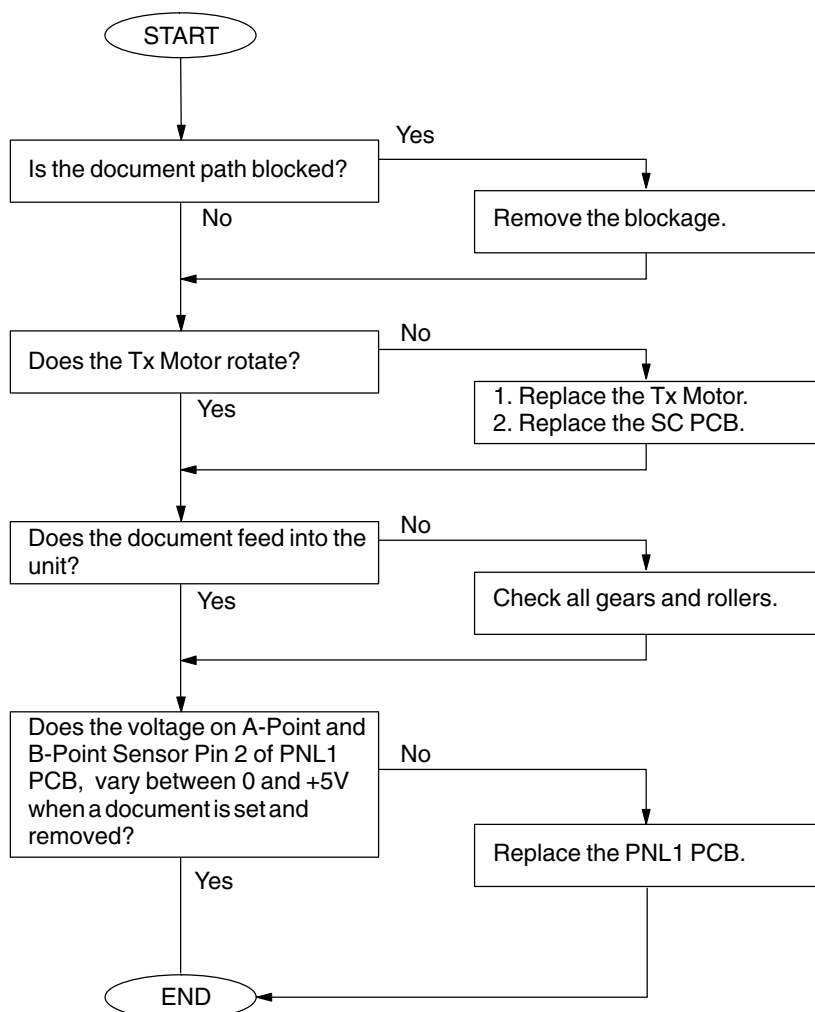 START
Is the document path blocked?
Yes
No
Remove the blockage.
Does the Tx Motor rotate?
No
Yes
1. Replace the Tx Motor.
2. Replace the SC PCB.
Does the document feed into the
unit?
No
Yes
Check all gears and rollers.
Does the voltage on A-Point and
B-Point Sensor Pin 2 of PNL1
PCB, vary between 0 and +5V
when a document is set and
removed?
No
Yes
Replace the PNL1 PCB.
END